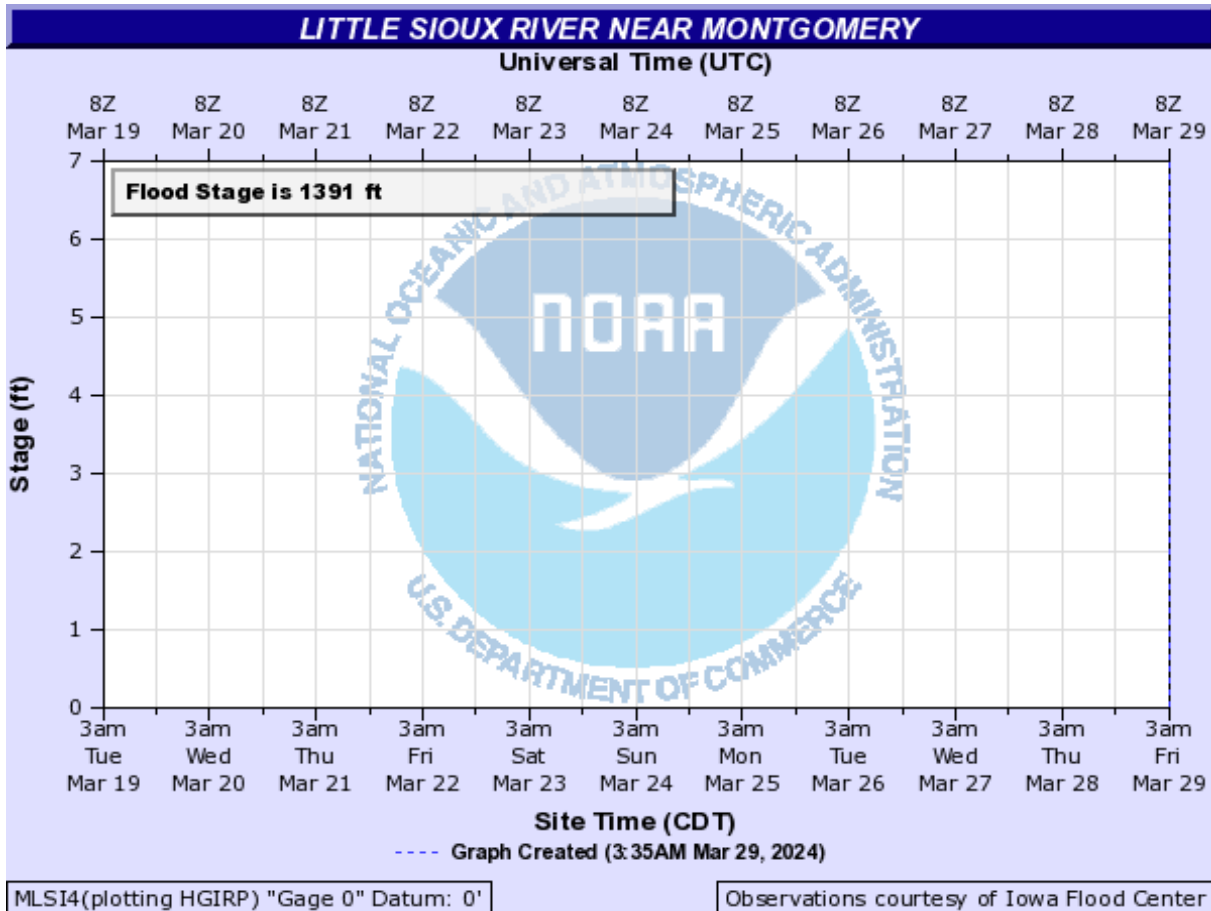 LITTLE SIOUX RIVER NEAR MONTGOMERY
Universal Time (UTC)
8Z 8Z 8Z 8Z 8Z 8Z 8Z 8Z 8Z 8Z 8Z
Mar 19 Mar 20 Mar 21 Mar 22 Mar 23 Mar 24 Mar 25 Mar 26 Mar 27 Mar 28 Mar 29
Flood Stage is 1391 ft
7
6
5
4
3
2
1
0
Stage (ft)
NATIONAL OCEANIC AND ATMOSPHERIC ADMINISTRATION
NOAA
U.S. DEPARTMENT OF COMMERCE
3am 3am 3am 3am 3am 3am 3am 3am 3am 3am 3am
Tue Wed Thu Fri Sat Sun Mon Tue Wed Thu Fri
Mar 19 Mar 20 Mar 21 Mar 22 Mar 23 Mar 24 Mar 25 Mar 26 Mar 27 Mar 28 Mar 29
Site Time (CDT)
---- Graph Created (3:35AM Mar 29, 2024)
MLSI4(plotting HGIRP) "Gage 0" Datum: 0'
Observations courtesy of Iowa Flood Center